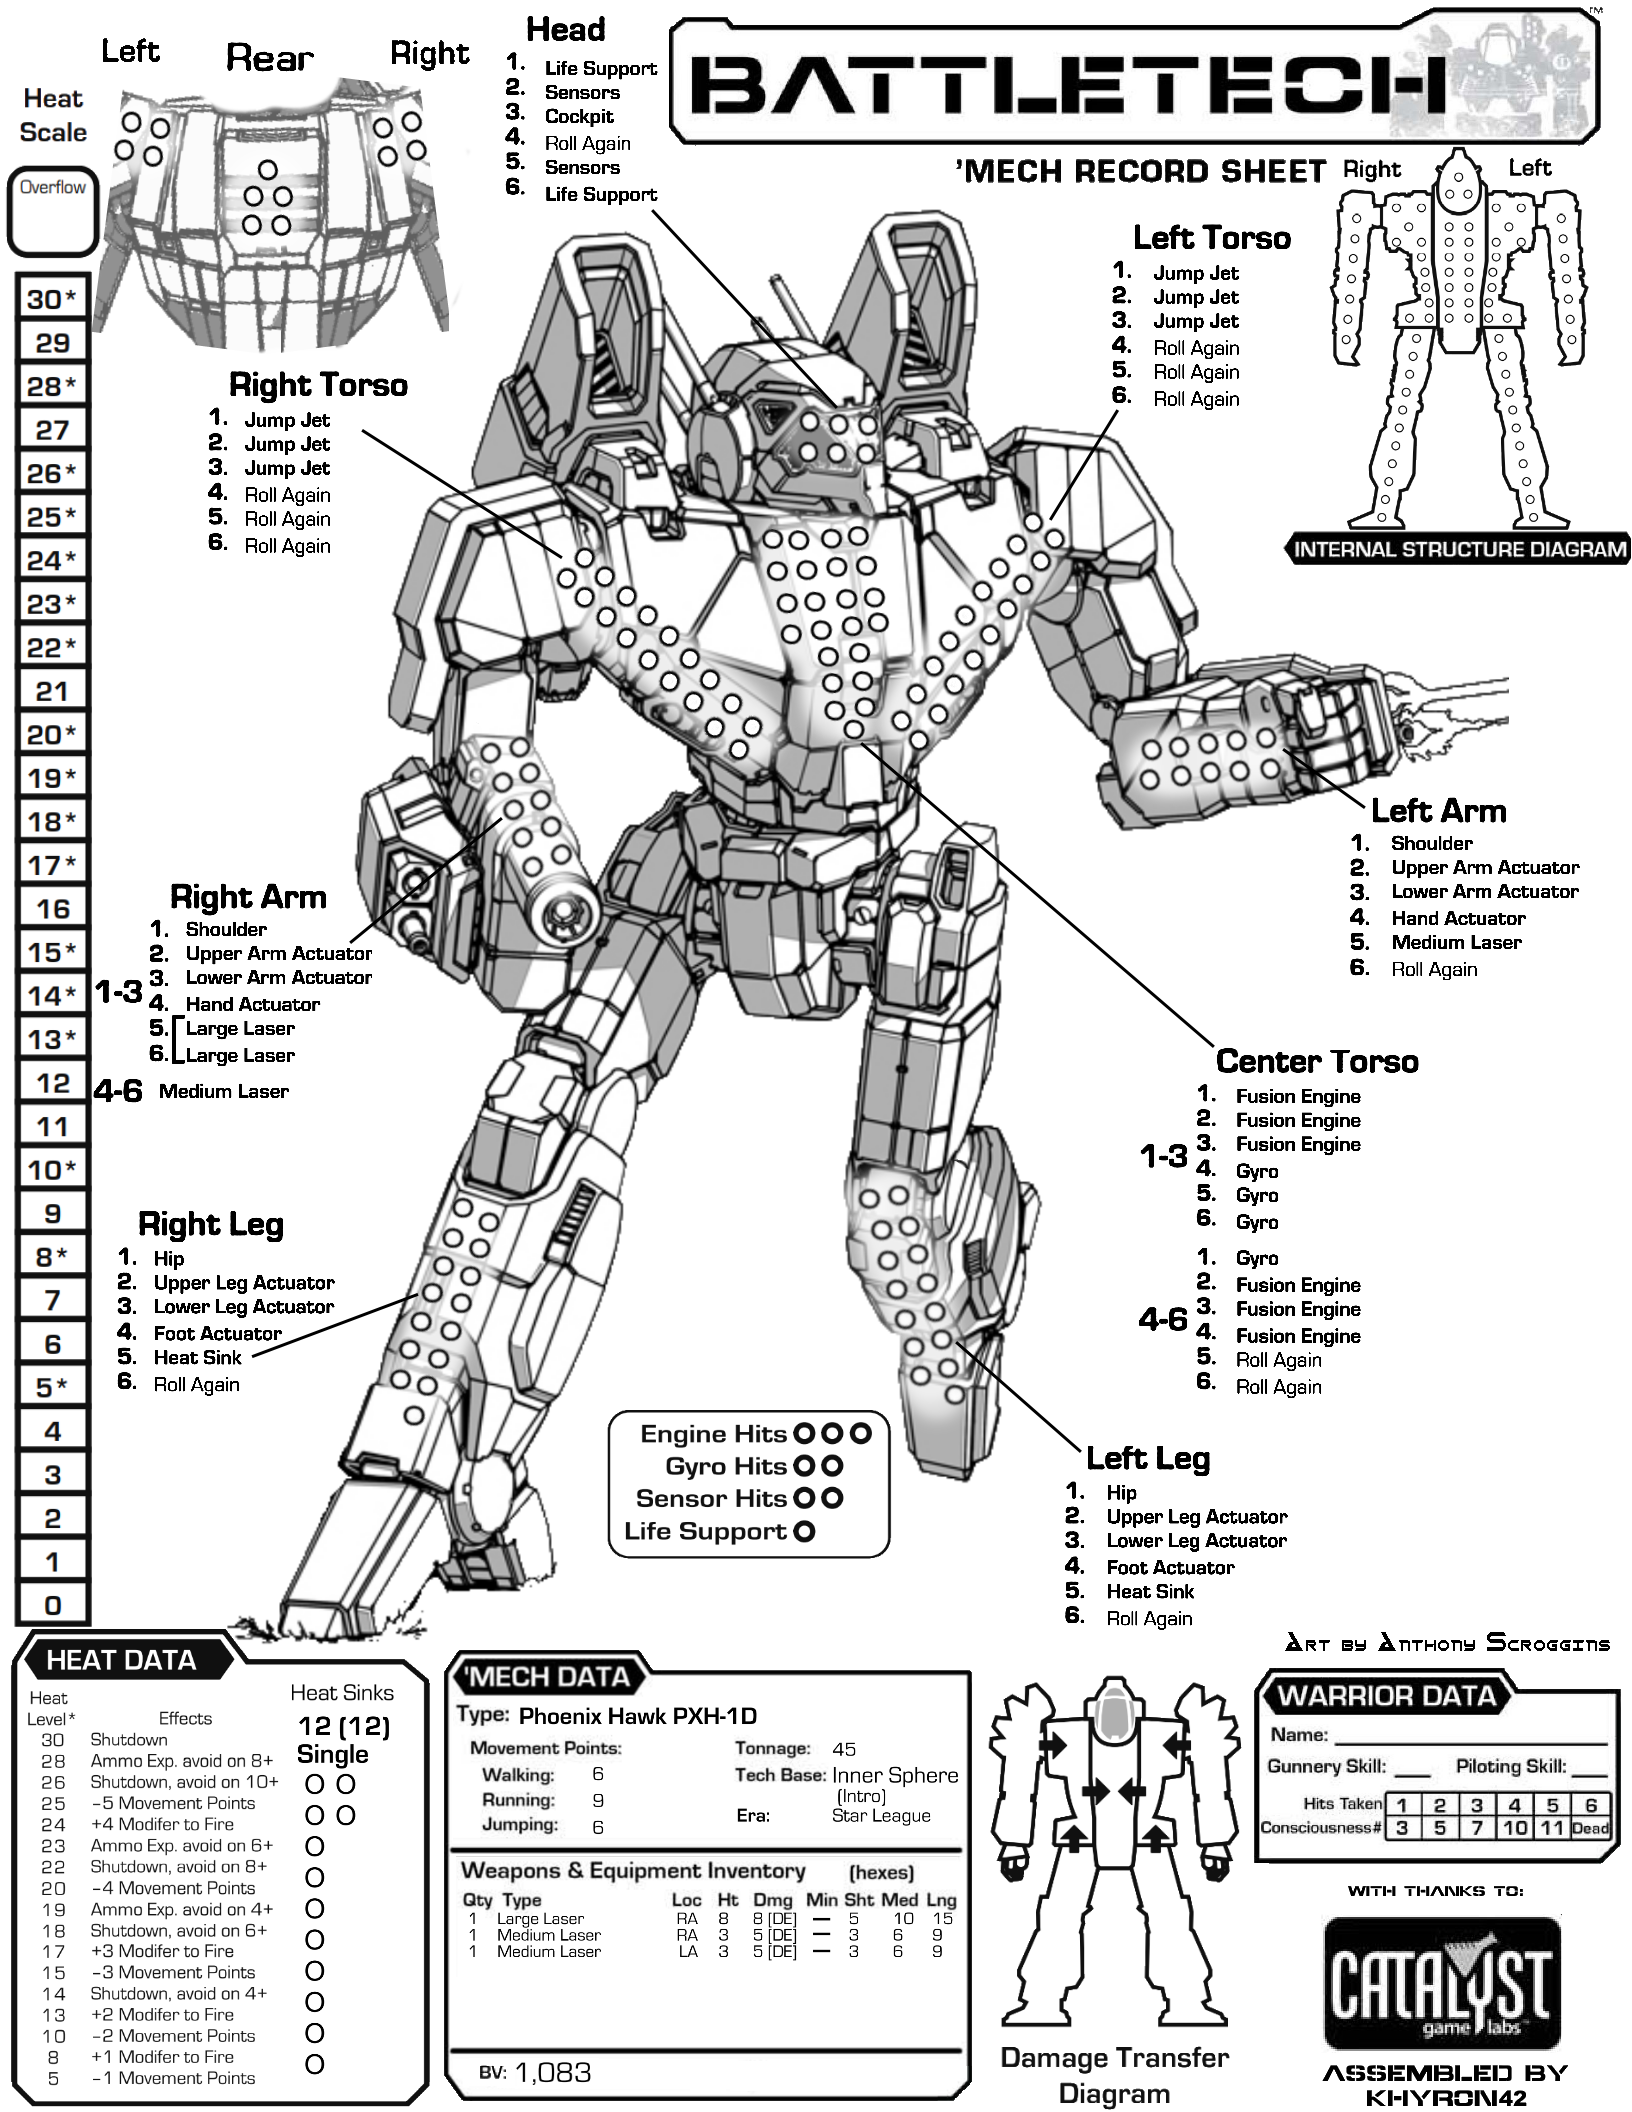 Left Rear Right
Heat
Scale
Overflow
30*
29
28*
27
26*
25*
24*
23*
22*
21
20*
19*
18*
17*
16
15*
14*
13*
12
11
10*
9
8*
7
6
5*
4
3
2
1
0
Head
1. Life Support
2. Sensors
3. Cockpit
4. Roll Again
5. Sensors
6. Life Support
BATTLETECH
TM
'MECH RECORD SHEET
Right Left
INTERNAL STRUCTURE DIAGRAM
Left Torso
1. Jump Jet
2. Jump Jet
3. Jump Jet
4. Roll Again
5. Roll Again
6. Roll Again
Right Torso
1. Jump Jet
2. Jump Jet
3. Jump Jet
4. Roll Again
5. Roll Again
6. Roll Again
Left Arm
1. Shoulder
2. Upper Arm Actuator
3. Lower Arm Actuator
4. Hand Actuator
5. Medium Laser
6. Roll Again
Right Arm
1. Shoulder
2. Upper Arm Actuator
3. Lower Arm Actuator
1-3
4. Hand Actuator
5. Large Laser
6. Large Laser
4-6 Medium Laser
Center Torso
1. Fusion Engine
2. Fusion Engine
3. Fusion Engine
1-3
4. Gyro
5. Gyro
6. Gyro
1. Gyro
2. Fusion Engine
3. Fusion Engine
4-6
4. Fusion Engine
5. Roll Again
6. Roll Again
Right Leg
1. Hip
2. Upper Leg Actuator
3. Lower Leg Actuator
4. Foot Actuator
5. Heat Sink
6. Roll Again
Engine Hits
Gyro Hits
Sensor Hits
Life Support
Left Leg
1. Hip
2. Upper Leg Actuator
3. Lower Leg Actuator
4. Foot Actuator
5. Heat Sink
6. Roll Again
Art by Anthony Scroggins
HEAT DATA
Heat
Level* Effects
30 Shutdown
28 Ammo Exp. avoid on 8+
26 Shutdown, avoid on 10+
25 -5 Movement Points
24 +4 Modifer to Fire
23 Ammo Exp. avoid on 6+
22 Shutdown, avoid on 8+
20 -4 Movement Points
19 Ammo Exp. avoid on 4+
18 Shutdown, avoid on 6+
17 +3 Modifer to Fire
15 -3 Movement Points
14 Shutdown, avoid on 4+
13 +2 Modifer to Fire
10 -2 Movement Points
8 +1 Modifer to Fire
5 -1 Movement Points
Heat Sinks
12 (12)
Single
'MECH DATA
Type: Phoenix Hawk PXH-1D
Movement Points:
Walking: 6
Running: 9
Jumping: 6
Tonnage: 45
Tech Base: Inner Sphere
(Intro)
Era: Star League
Weapons & Equipment Inventory (hexes)
Qty Type Loc Ht Dmg Min Sht Med Lng
1 Large Laser RA 8 8 [DE] — 5 10 15
1 Medium Laser RA 3 5 [DE] — 3 6 9
1 Medium Laser LA 3 5 [DE] — 3 6 9
BV: 1,083
Damage Transfer
Diagram
WARRIOR DATA
Name:
Gunnery Skill: Piloting Skill:
Hits Taken 1 2 3 4 5 6
Consciousness# 3 5 7 10 11 Dead
WITH THANKS TO:
CATALYST
game labs
ASSEMBLED BY
KHYRON42